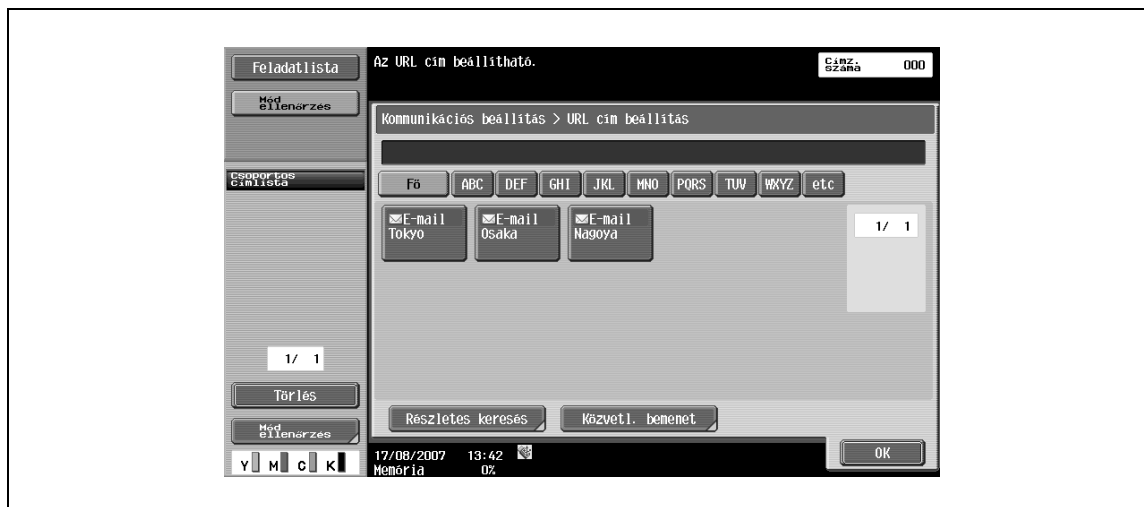 Feladatlista
Mód
ellenőrzés
Csoportos
címlista
1/ 1
Törlés
Mód
ellenőrzés
Y M C K
Az URL cím beállítható.
Címz.
száma 000
Kommunikációs beállítás > URL cím beállítás
Fő ABC DEF GHI JKL MNO PQRS TUV WXYZ etc
E-mail
Tokyo
E-mail
Osaka
E-mail
Nagoya
1/ 1
Részletes keresés Közvetl. bemenet
OK
17/08/2007 13:42
Memória 0%